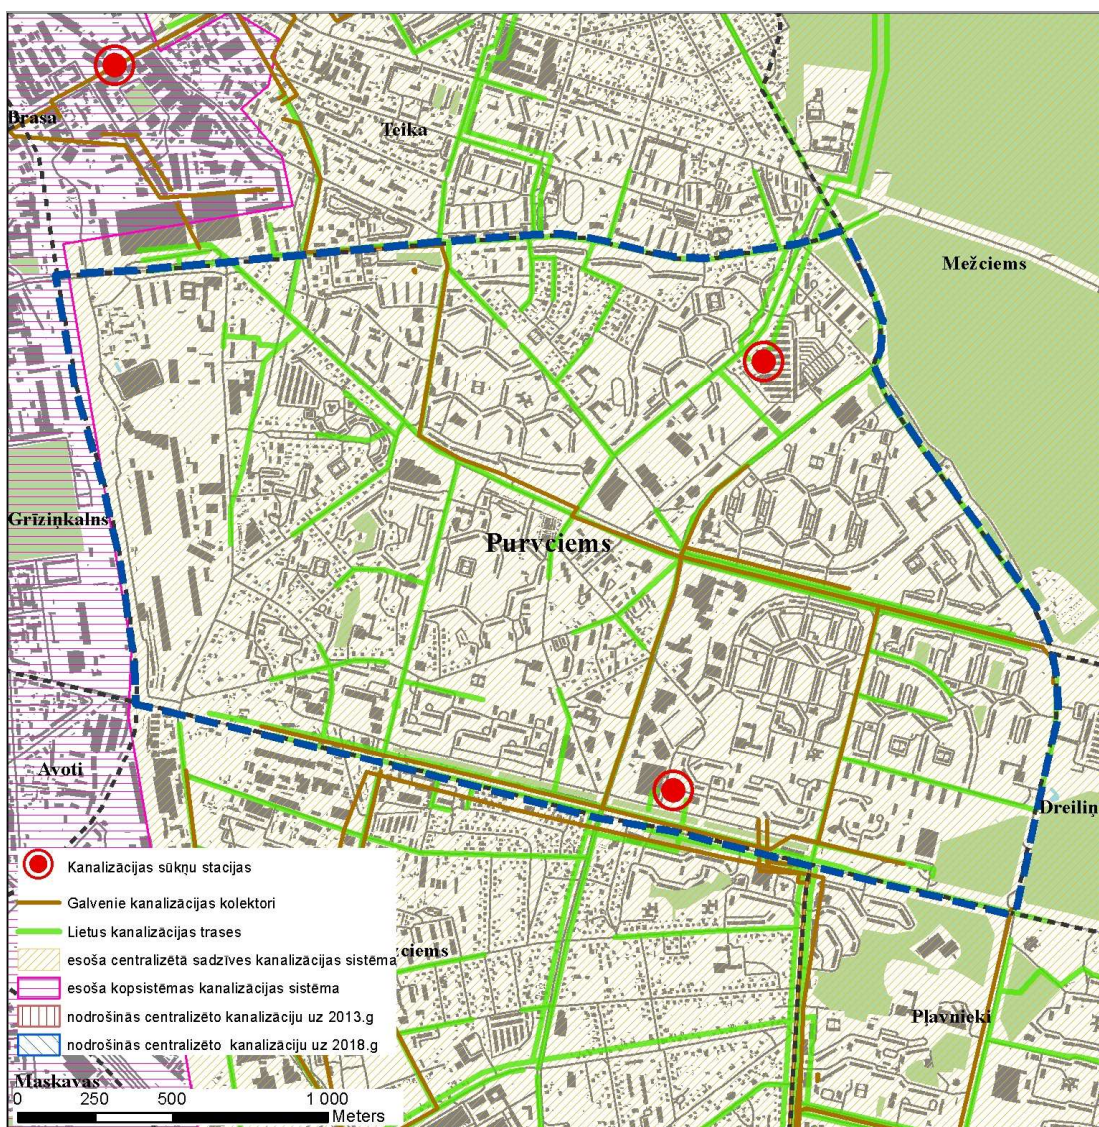 Brasa
Teika
Mežciems
Grīziņkalns
Purvciems
Avoti
Dreiliņ
ciems
Pļavnieki
Maskavas
Kanalizācijas sūkņu stacijas
Galvenie kanalizācijas kolektori
Lietus kanalizācijas trases
esoša centralizētā sadzīves kanalizācijas sistēma
esoša kopsistēmas kanalizācijas sistēma
nodrošinās centralizēto kanalizāciju uz 2013.g
nodrošinās centralizēto kanalizāciju uz 2018.g
0 250 500 1 000
Meters